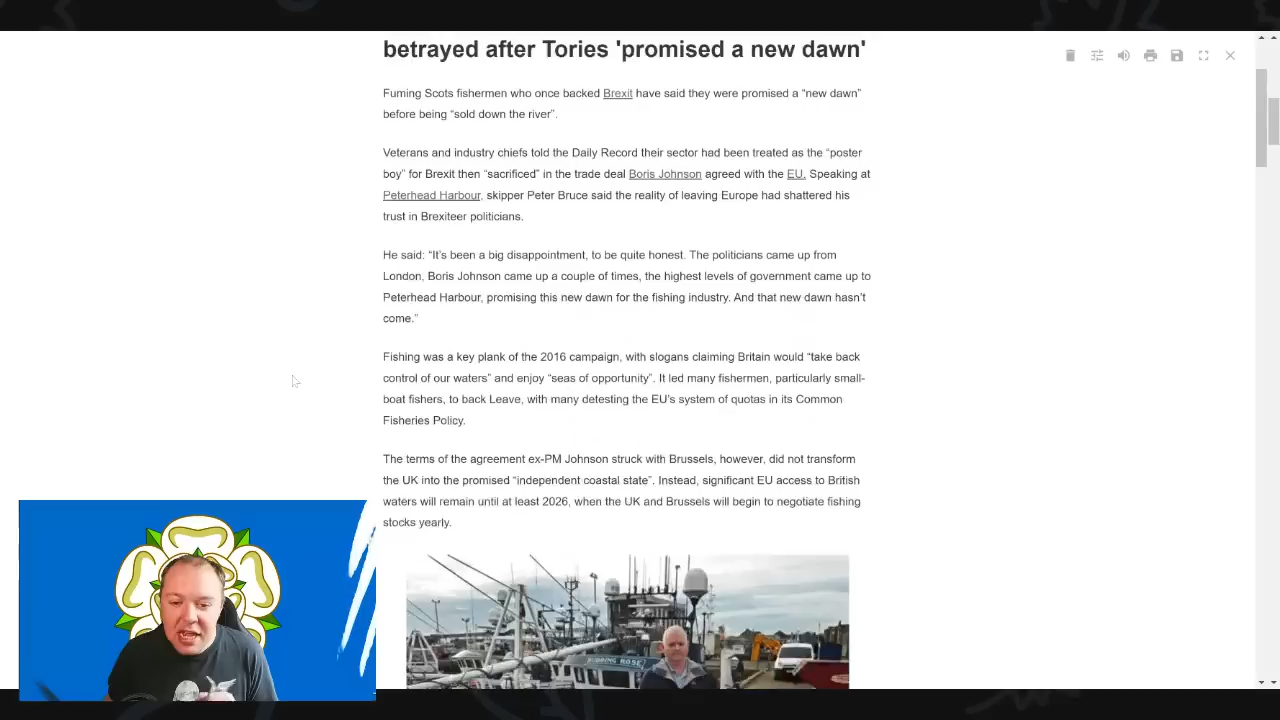 betrayed after Tories 'promised a new dawn'
Fuming Scots fishermen who once backed Brexit have said they were promised a “new dawn”
before being “sold down the river”.
Veterans and industry chiefs told the Daily Record their sector had been treated as the “poster
boy” for Brexit then “sacrificed” in the trade deal Boris Johnson agreed with the EU. Speaking at
Peterhead Harbour, skipper Peter Bruce said the reality of leaving Europe had shattered his
trust in Brexiteer politicians.
He said: “It’s been a big disappointment, to be quite honest. The politicians came up from
London, Boris Johnson came up a couple of times, the highest levels of government came up to
Peterhead Harbour, promising this new dawn for the fishing industry. And that new dawn hasn’t
come.”
Fishing was a key plank of the 2016 campaign, with slogans claiming Britain would “take back
control of our waters” and enjoy “seas of opportunity”. It led many fishermen, particularly small-
boat fishers, to back Leave, with many detesting the EU’s system of quotas in its Common
Fisheries Policy.
The terms of the agreement ex-PM Johnson struck with Brussels, however, did not transform
the UK into the promised “independent coastal state”. Instead, significant EU access to British
waters will remain until at least 2026, when the UK and Brussels will begin to negotiate fishing
stocks yearly.